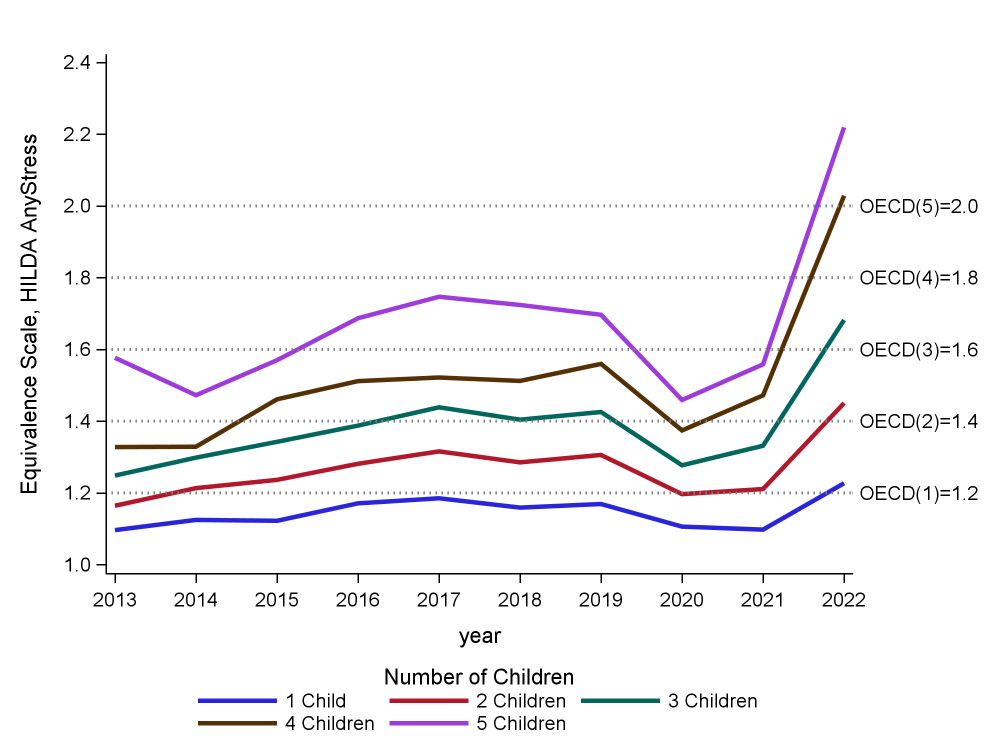 2.4
2.2
2.0
1.8
1.6
1.4
1.2
1.0
Equivalence Scale, HILDA AnyStress
OECD(5)=2.0
OECD(4)=1.8
OECD(3)=1.6
OECD(2)=1.4
OECD(1)=1.2
2013 2014 2015 2016 2017 2018 2019 2020 2021 2022
year
Number of Children
1 Child 2 Children 3 Children
4 Children 5 Children